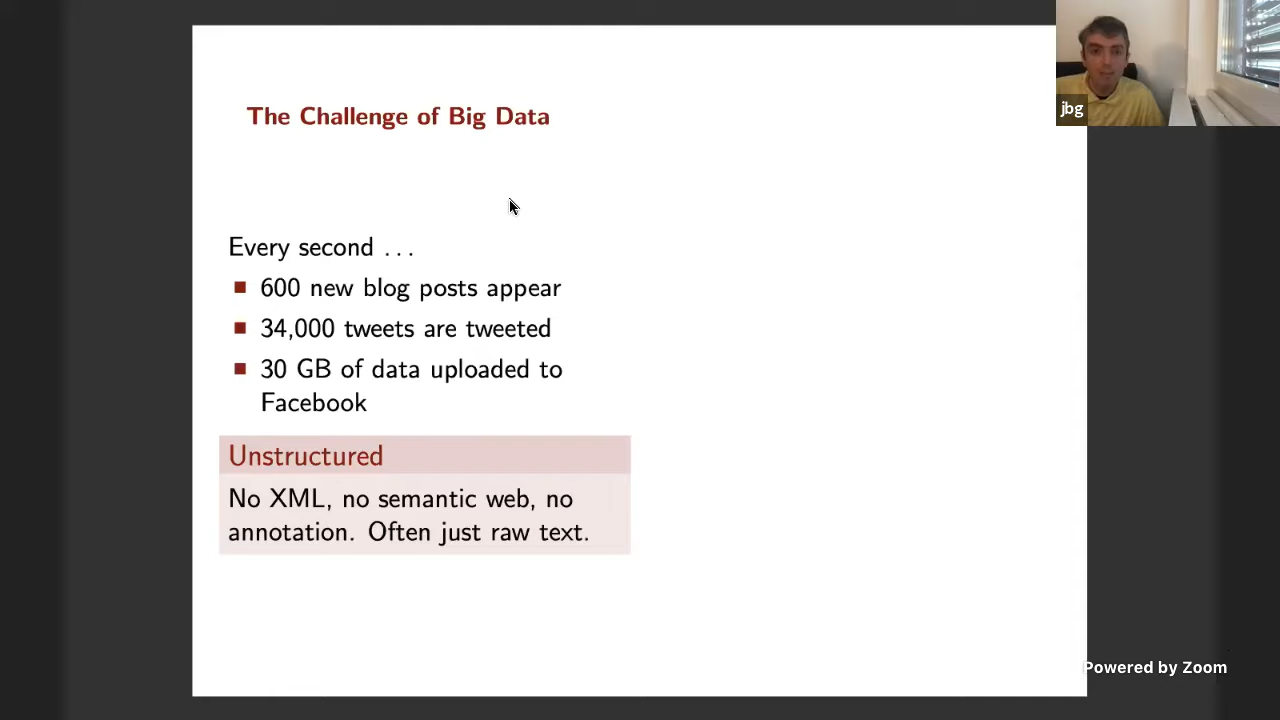 The Challenge of Big Data
jbg
Every second . . .
600 new blog posts appear
34,000 tweets are tweeted
30 GB of data uploaded to
Facebook
Unstructured
No XML, no semantic web, no
annotation. Often just raw text.
Powered by Zoom